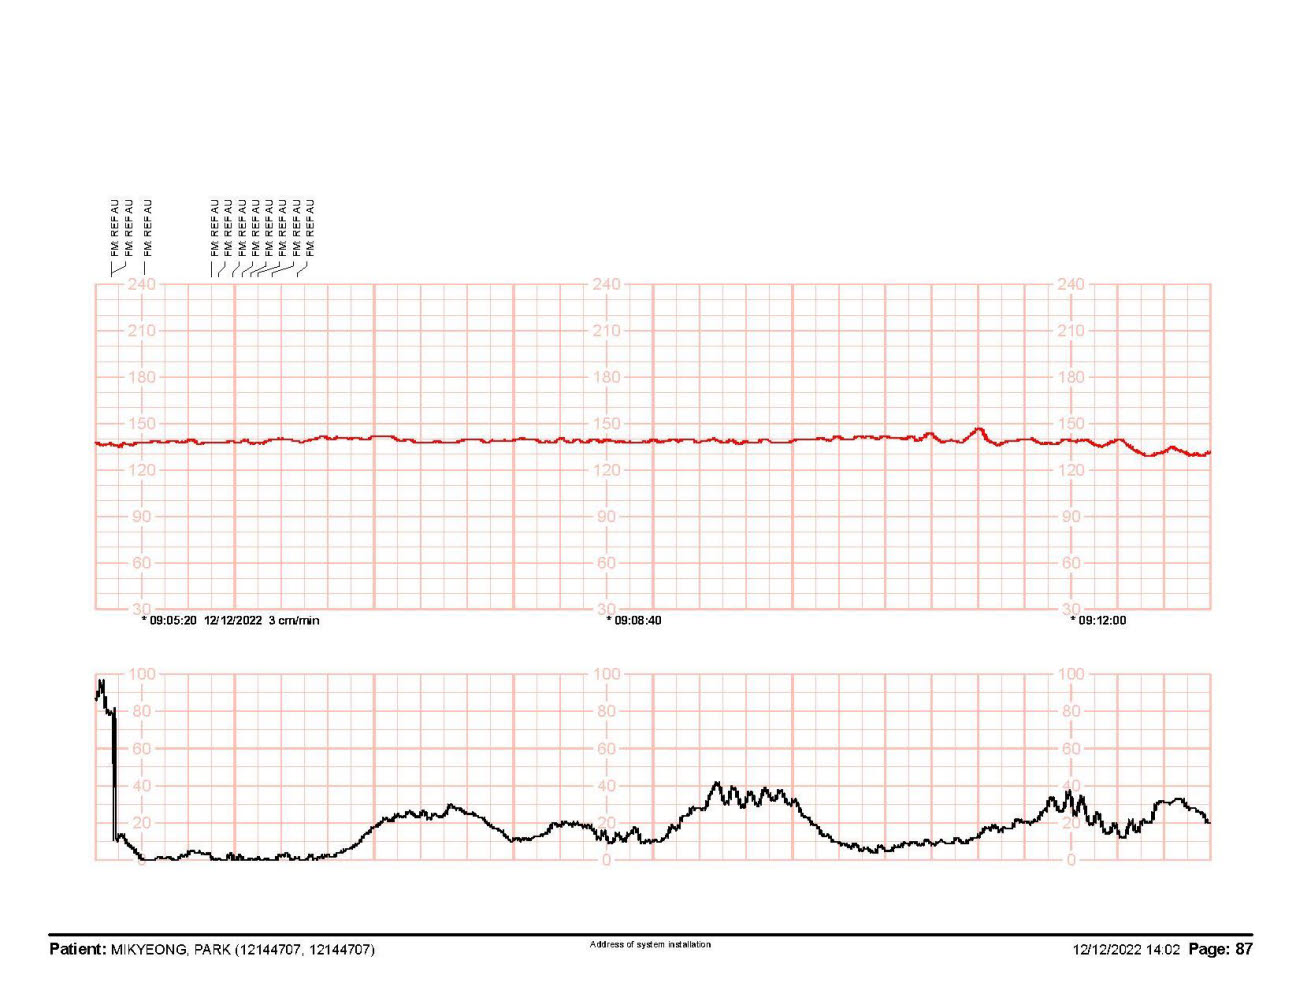 FM: REF AU
FM: REF AU
FM: REF AU
FM: REF AU
FM: REF AU
FM: REF AU
FM: REF AU
FM: REF AU
FM: REF AU
FM: REF AU
FM: REF AU
240 240 240
210 210 210
180 180 180
150 150 150
120 120 120
90 90 90
60 60 60
30 30 30
* 09:05:20 12/12/2022 3 cm/min * 09:08:40 * 09:12:00
100 100 100
80 80 80
60 60 60
40 40 40
20 20 20
0 0 0
Patient: MIKYEONG, PARK (12144707, 12144707) Address of system installation 12/12/2022 14:02 Page: 87